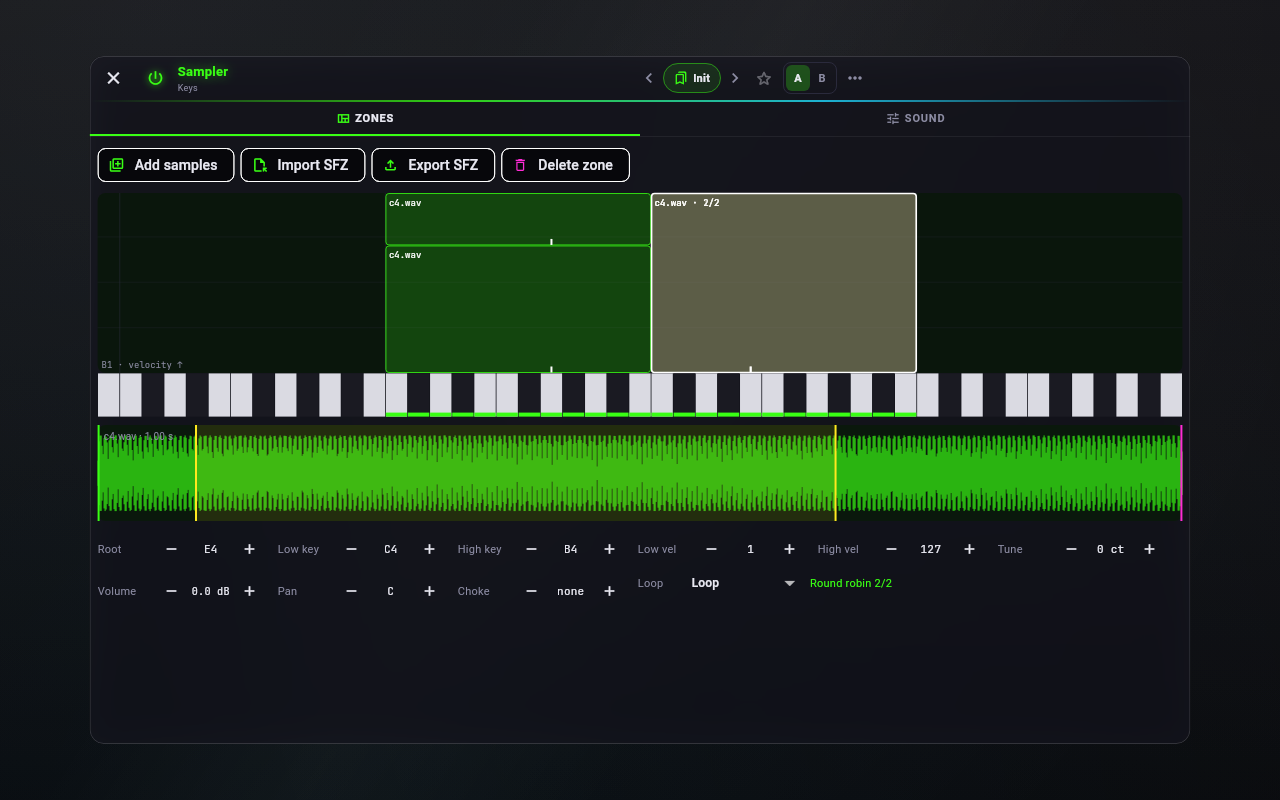 Sampler
Keys
Init
A
B
ZONES
SOUND
Add samples
Import SFZ
Export SFZ
Delete zone
c4.wav
c4.wav · 2/2
c4.wav
B1 · velocity ↑
c4.wav · 1.00 s
Root − E4 + Low key − C4 + High key − B4 + Low vel − 1 + High vel − 127 + Tune − 0 ct +
Volume − 0.0 dB + Pan − C + Choke − none + Loop Loop Round robin 2/2